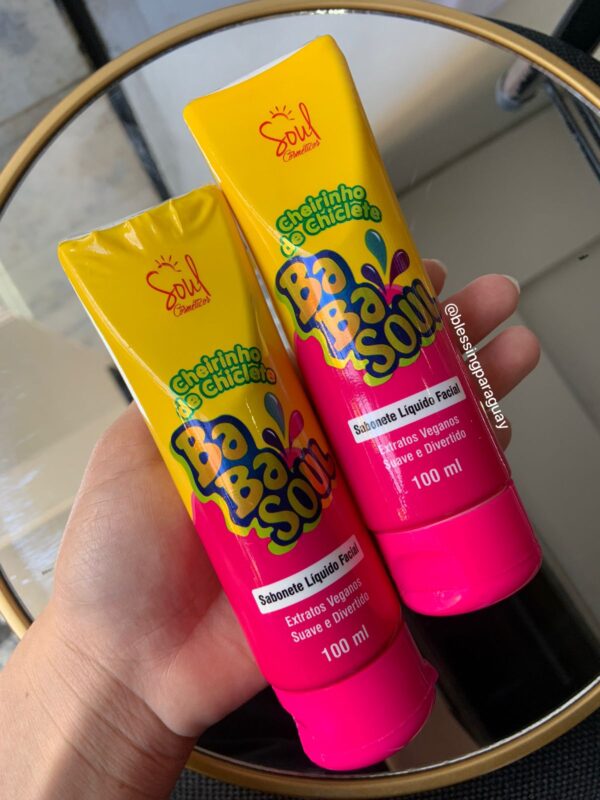 Soul
Cosméticos
Cheirinho
de Chiclete
Ba
Ba
SOUL
Sabonete Líquido Facial
Extratos Veganos
Suave e Divertido
100 ml
Soul
Cosméticos
Cheirinho
de Chiclete
Ba
Ba
SOUL
Sabonete Líquido Facial
Extratos Veganos
Suave e Divertido
100 ml
@blessingparaguay